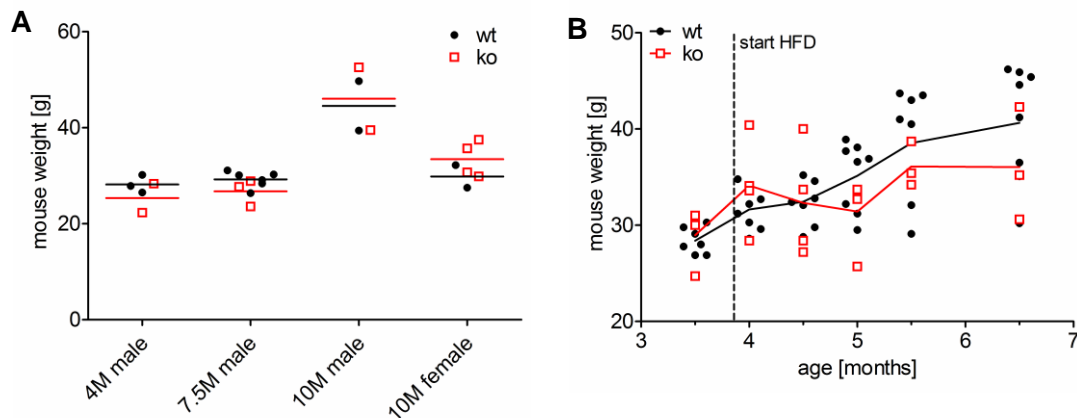 A
mouse weight [g]
60
40
20
0
wt
ko
4M male
7.5M male
10M male
10M female
B
mouse weight [g]
50
40
30
20
wt
ko
start HFD
3
4
5
6
7
age [months]